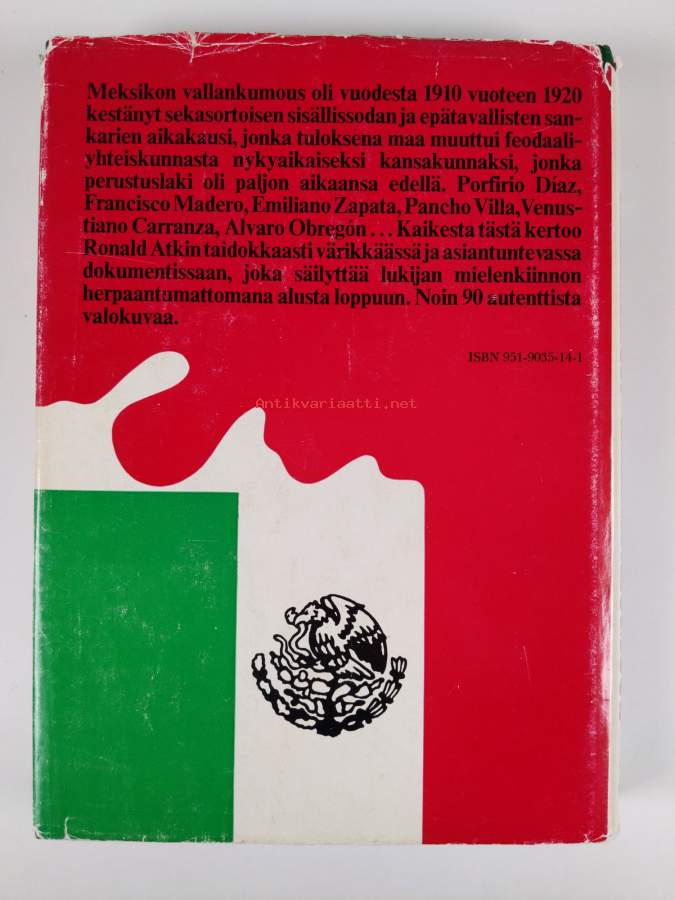 Meksikon vallankumous oli vuodesta 1910 vuoteen 1920
kestänyt sekasortoisen sisällissodan ja epätavallisten san-
karien aikakausi, jonka tuloksena maa muuttui feodaali-
yhteiskunnasta nykyaikaiseksi kansakunnaksi, jonka
perustuslaki oli paljon aikaansa edellä. Porfirio Díaz,
Francisco Madero, Emiliano Zapata, Pancho Villa, Venus-
tiano Carranza, Alvaro Obregón ... Kaikesta tästä kertoo
Ronald Atkin taidokkaasti värikkäässä ja asiantuntevassa
dokumentissaan, joka säilyttää lukijan mielenkiinnon
herpaantumattomana alusta loppuun. Noin 90 autenttista
valokuvaa.
ISBN 951-9035-14-1
Antikvariaatti.net